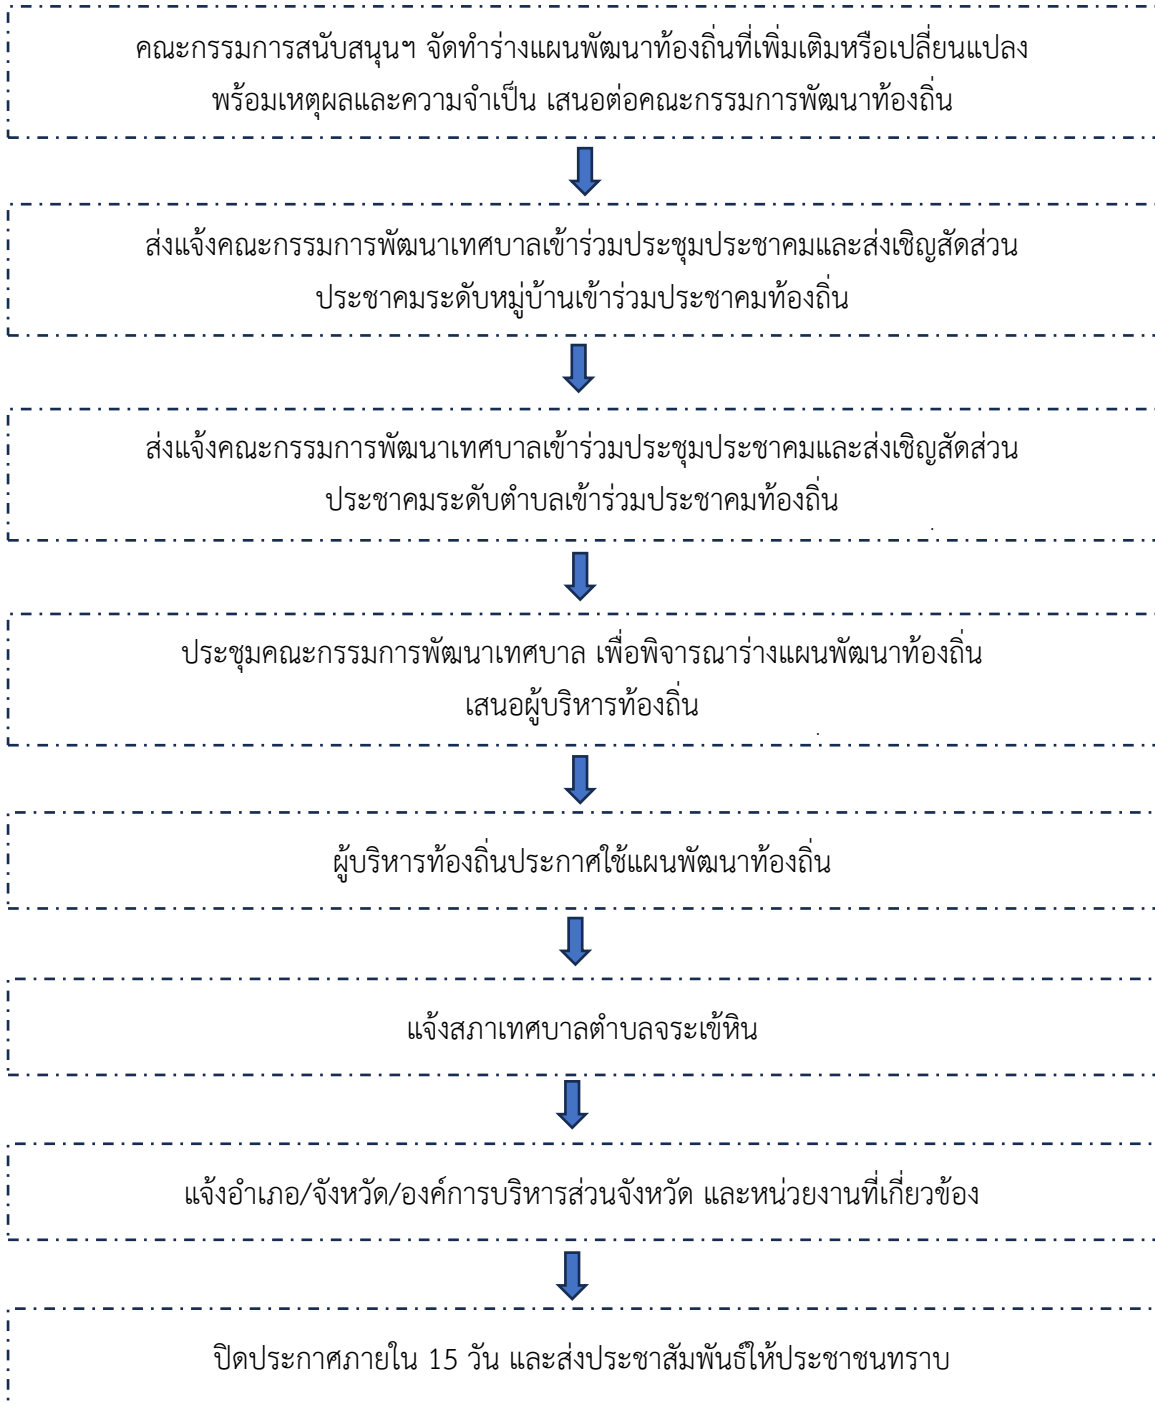 คณะกรรมการสนับสนุนฯ จัดทำร่างแผนพัฒนาท้องถิ่นที่เพิ่มเติมหรือเปลี่ยนแปลง
พร้อมเหตุผลและความจำเป็น เสนอต่อคณะกรรมการพัฒนาท้องถิ่น
ส่งแจ้งคณะกรรมการพัฒนาเทศบาลเข้าร่วมประชุมประชาคมและส่งเชิญสัดส่วน
ประชาคมระดับหมู่บ้านเข้าร่วมประชาคมท้องถิ่น
ส่งแจ้งคณะกรรมการพัฒนาเทศบาลเข้าร่วมประชุมประชาคมและส่งเชิญสัดส่วน
ประชาคมระดับตำบลเข้าร่วมประชาคมท้องถิ่น
ประชุมคณะกรรมการพัฒนาเทศบาล เพื่อพิจารณาร่างแผนพัฒนาท้องถิ่น
เสนอผู้บริหารท้องถิ่น
ผู้บริหารท้องถิ่นประกาศใช้แผนพัฒนาท้องถิ่น
แจ้งสภาเทศบาลตำบลจระเข้หิน
แจ้งอำเภอ/จังหวัด/องค์การบริหารส่วนจังหวัด และหน่วยงานที่เกี่ยวข้อง
ปิดประกาศภายใน 15 วัน และส่งประชาสัมพันธ์ให้ประชาชนทราบ